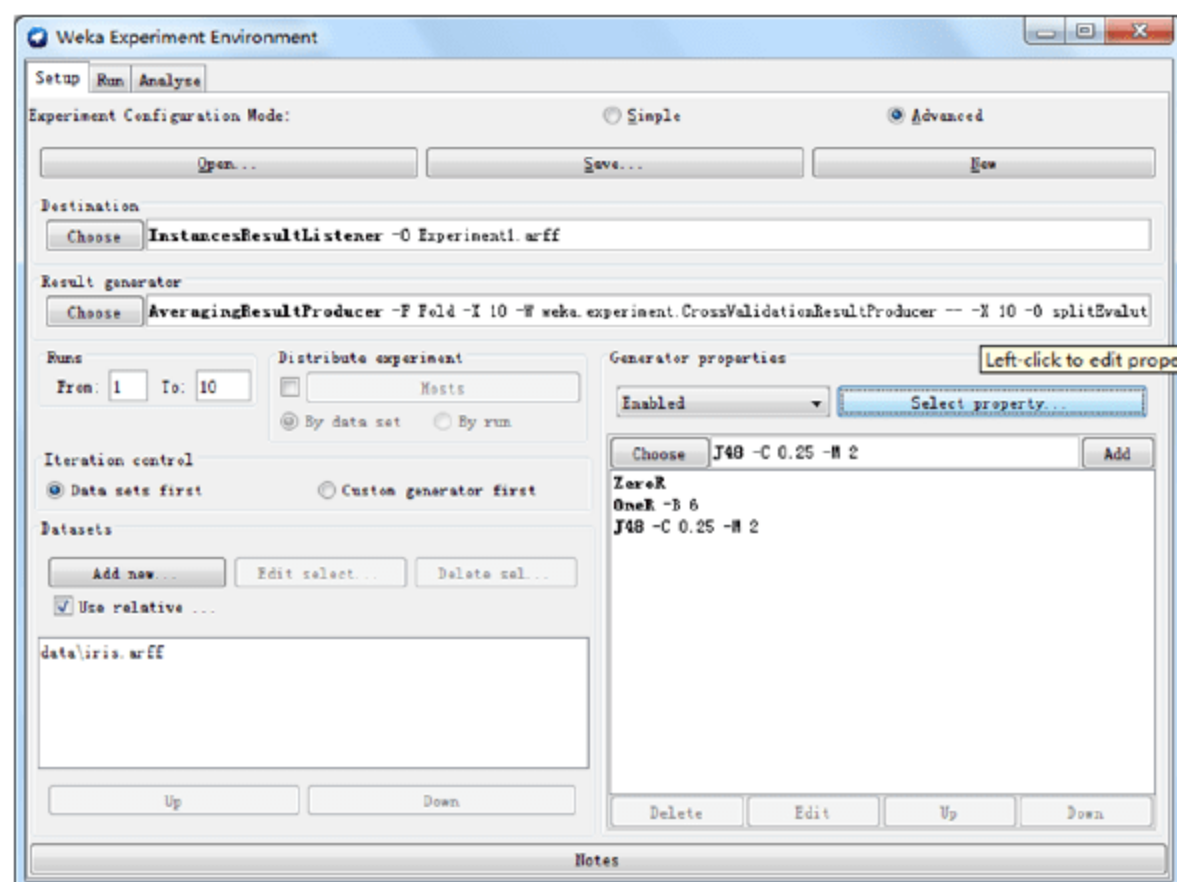 Weka Experiment Environment
Setup Run Analyse
Experiment Configuration Mode: Simple Advanced
Open... Save... New
Destination
Choose InstancesResultListener -O Experiment1.arff
Result generator
Choose AveragingResultProducer -F Fold -X 10 -W weka.experiment.CrossValidationResultProducer -- -X 10 -O splitEvalut
Left-click to edit prope
Runs
From: 1 To: 10
Distribute experiment
Hosts
By data set By run
Generator properties
Enabled Select property...
Choose J48 -C 0.25 -M 2 Add
ZeroR
OneR -B 6
J48 -C 0.25 -M 2
Iteration control
Data sets first Custom generator first
Datasets
Add new... Edit select... Delete sel...
Use relative ...
data\iris.arff
Up Down
Delete Edit Up Down
Notes